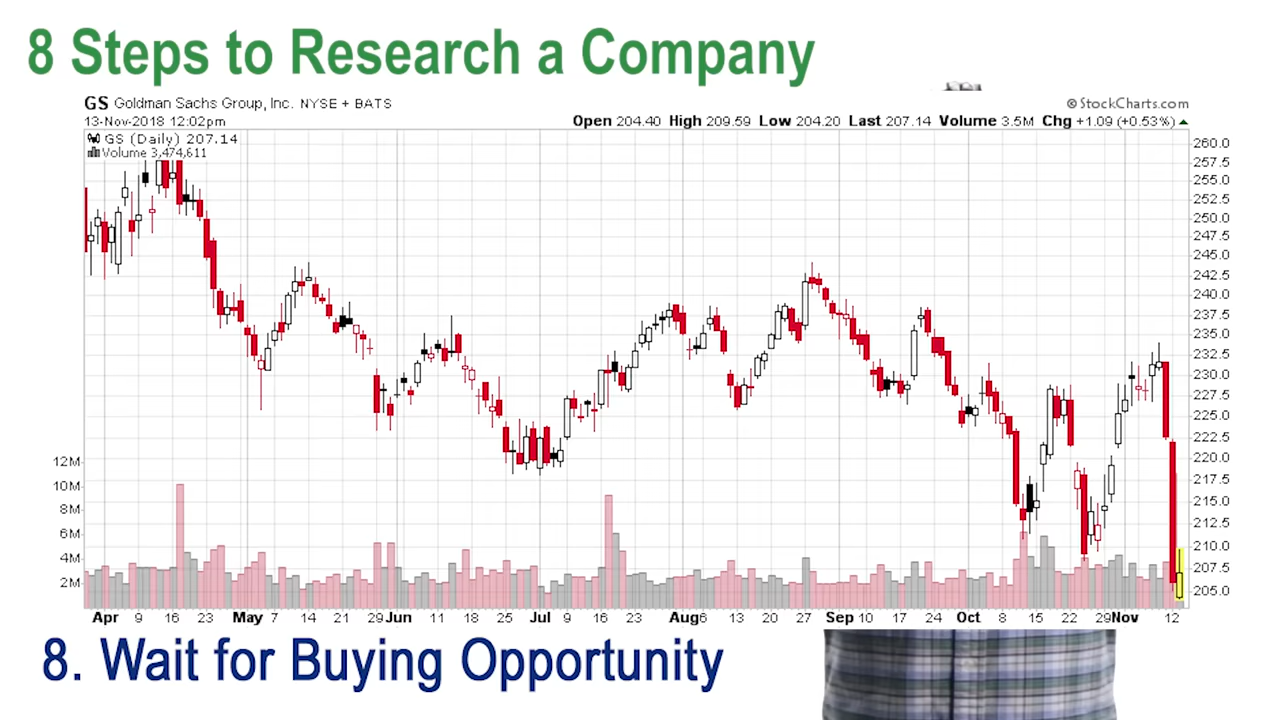 8 Steps to Research a Company
GS Goldman Sachs Group, Inc. NYSE + BATS
© StockCharts.com
13-Nov-2018 12:02pm
Open 204.40 High 209.59 Low 204.20 Last 207.14 Volume 3.5M Chg +1.09 (+0.53%)
GS (Daily) 207.14
Volume 3,474,611
260.0
257.5
255.0
252.5
250.0
247.5
245.0
242.5
240.0
237.5
235.0
232.5
230.0
227.5
225.0
222.5
220.0
217.5
215.0
212.5
210.0
207.5
205.0
12M
10M
8M
6M
4M
2M
Apr 9 16 23 May 7 14 21 29 Jun 11 18 25 Jul 9 16 23 Aug 6 13 20 27 Sep 10 17 24 Oct 8 15 22 29 Nov 12
8. Wait for Buying Opportunity